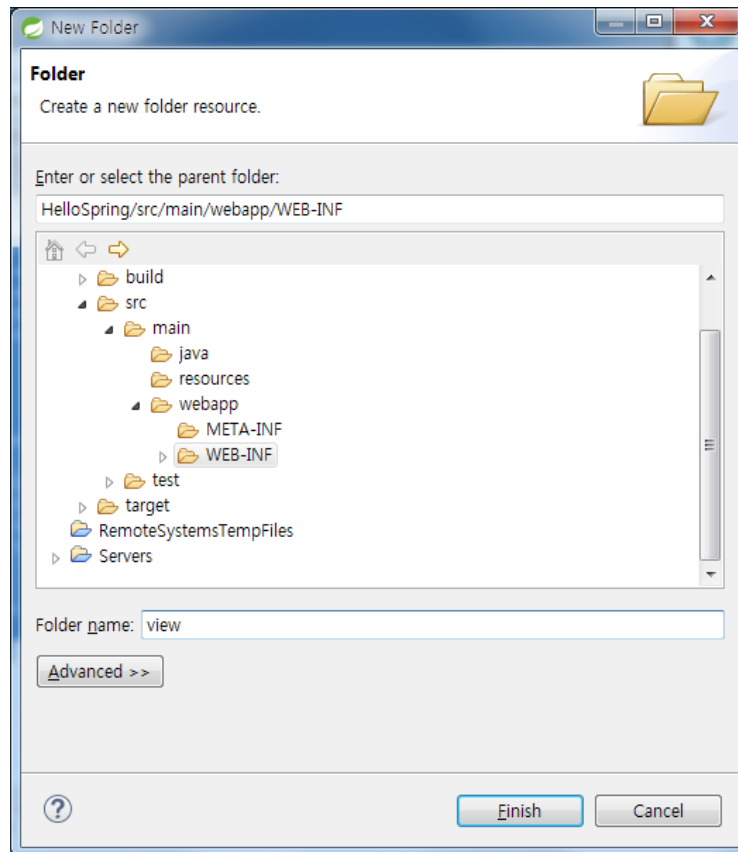 New Folder
Folder
Create a new folder resource.
Enter or select the parent folder:
HelloSpring/src/main/webapp/WEB-INF
build
src
main
java
resources
webapp
META-INF
WEB-INF
test
target
RemoteSystemsTempFiles
Servers
Folder name: view
Advanced >>
Finish Cancel